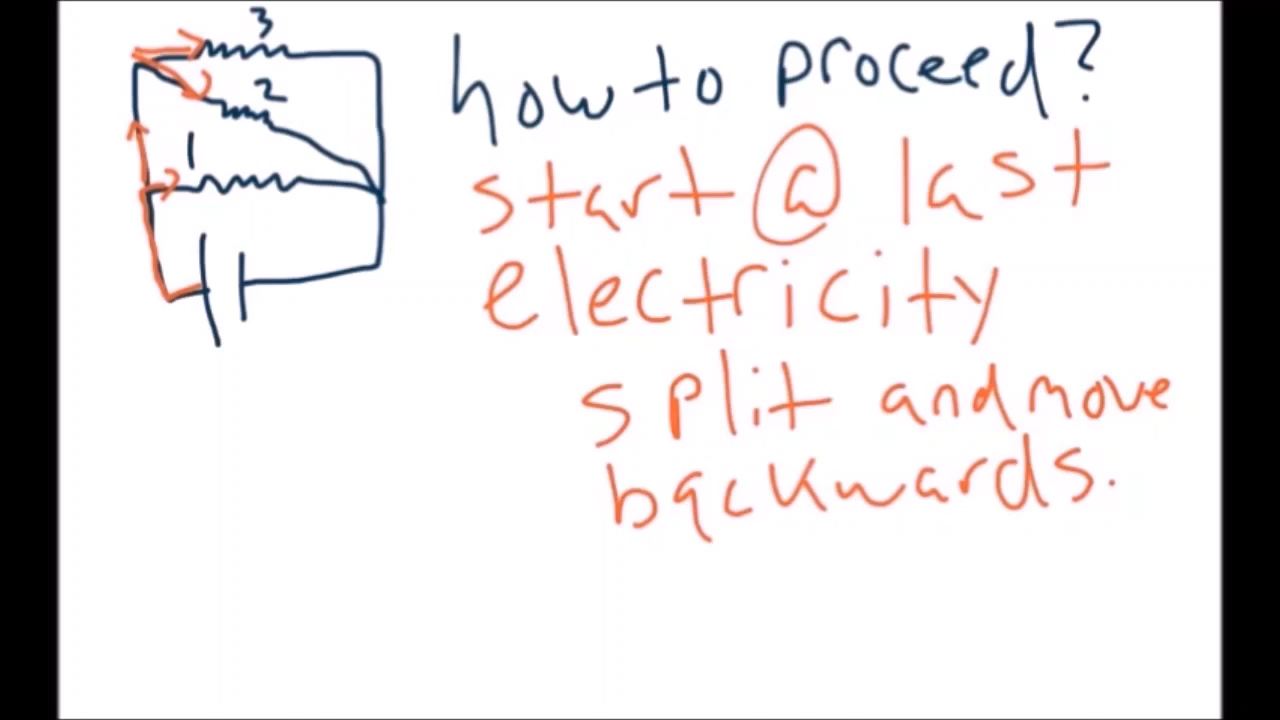 3
how to proceed?
2
1
start @ last
electricity
split and move
backwards.